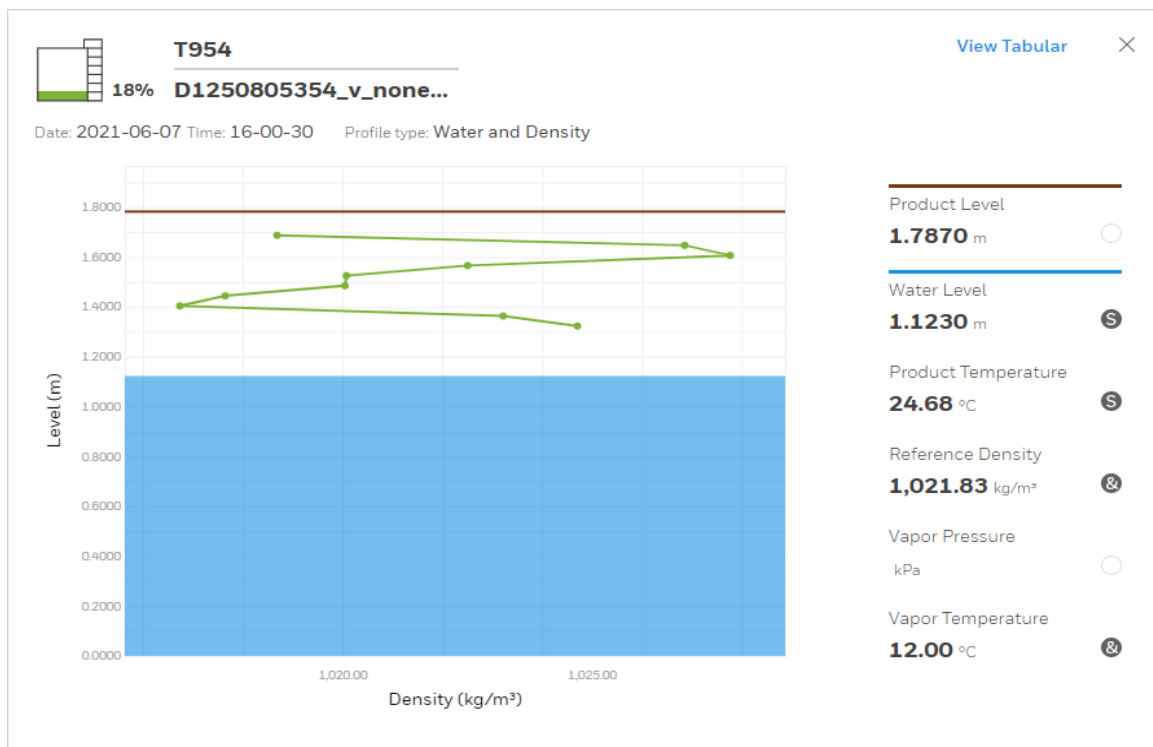 T954
View Tabular
18% D1250805354_v_none...
Date: 2021-06-07 Time: 16-00-30 Profile type: Water and Density
Level (m)
1.8000
1.6000
1.4000
1.2000
1.0000
0.8000
0.6000
0.4000
0.2000
0.0000
1,020.00 1,025.00
Density (kg/m³)
Product Level
1.7870 m
Water Level
1.1230 m S
Product Temperature
24.68 °C S
Reference Density
1,021.83 kg/m³ &
Vapor Pressure
kPa
Vapor Temperature
12.00 °C &